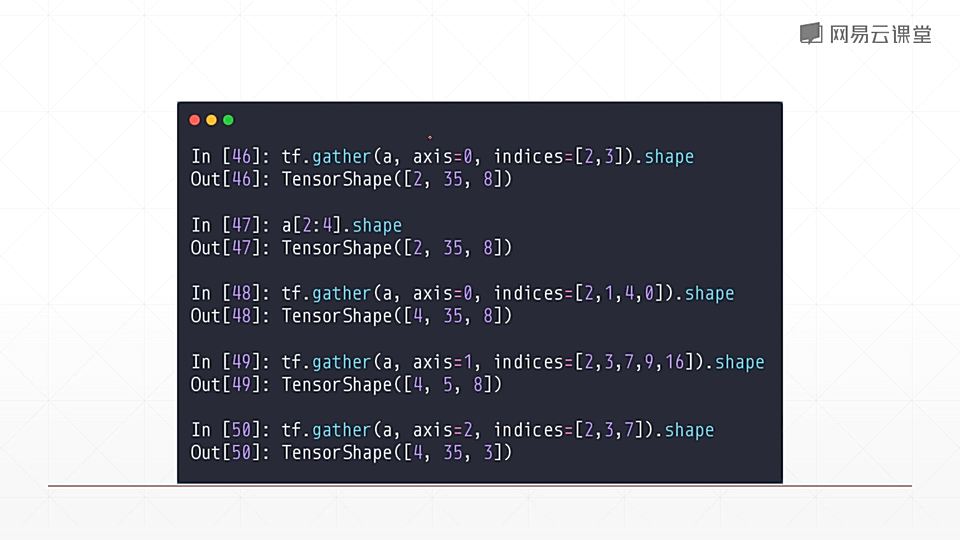 网易云课堂
In [46]: tf.gather(a, axis=0, indices=[2,3]).shape
Out[46]: TensorShape([2, 35, 8])
In [47]: a[2:4].shape
Out[47]: TensorShape([2, 35, 8])
In [48]: tf.gather(a, axis=0, indices=[2,1,4,0]).shape
Out[48]: TensorShape([4, 35, 8])
In [49]: tf.gather(a, axis=1, indices=[2,3,7,9,16]).shape
Out[49]: TensorShape([4, 5, 8])
In [50]: tf.gather(a, axis=2, indices=[2,3,7]).shape
Out[50]: TensorShape([4, 35, 3])